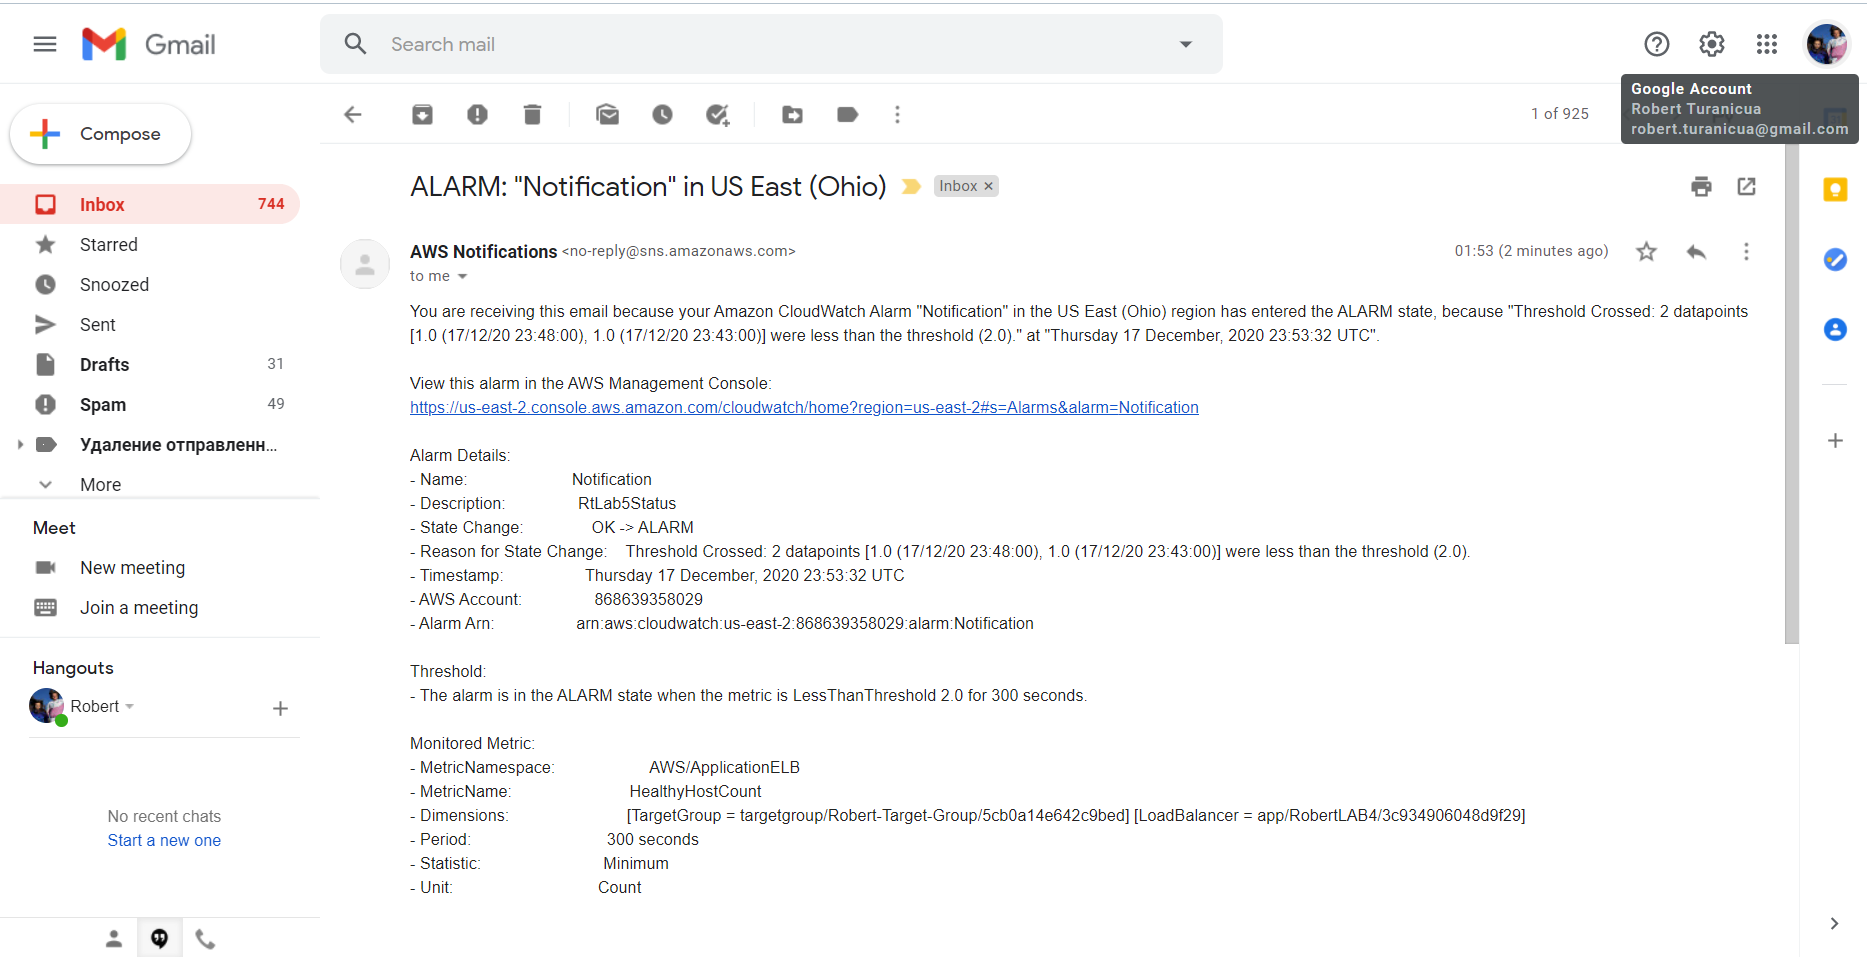 Gmail
Search mail
Google Account
Robert Turanicua
robert.turanicua@gmail.com
Compose
1 of 925
Inbox 744
Starred
Snoozed
Sent
Drafts 31
Spam 49
Удаление отправленн...
More
Meet
New meeting
Join a meeting
Hangouts
Robert
No recent chats
Start a new one
ALARM: "Notification" in US East (Ohio) Inbox ×
AWS Notifications <no-reply@sns.amazonaws.com> 01:53 (2 minutes ago)
to me
You are receiving this email because your Amazon CloudWatch Alarm "Notification" in the US East (Ohio) region has entered the ALARM state, because "Threshold Crossed: 2 datapoints
[1.0 (17/12/20 23:48:00), 1.0 (17/12/20 23:43:00)] were less than the threshold (2.0)." at "Thursday 17 December, 2020 23:53:32 UTC".
View this alarm in the AWS Management Console:
https://us-east-2.console.aws.amazon.com/cloudwatch/home?region=us-east-2#s=Alarms&alarm=Notification
Alarm Details:
- Name: Notification
- Description: RtLab5Status
- State Change: OK -> ALARM
- Reason for State Change: Threshold Crossed: 2 datapoints [1.0 (17/12/20 23:48:00), 1.0 (17/12/20 23:43:00)] were less than the threshold (2.0).
- Timestamp: Thursday 17 December, 2020 23:53:32 UTC
- AWS Account: 868639358029
- Alarm Arn: arn:aws:cloudwatch:us-east-2:868639358029:alarm:Notification
Threshold:
- The alarm is in the ALARM state when the metric is LessThanThreshold 2.0 for 300 seconds.
Monitored Metric:
- MetricNamespace: AWS/ApplicationELB
- MetricName: HealthyHostCount
- Dimensions: [TargetGroup = targetgroup/Robert-Target-Group/5cb0a14e642c9bed] [LoadBalancer = app/RobertLAB4/3c934906048d9f29]
- Period: 300 seconds
- Statistic: Minimum
- Unit: Count